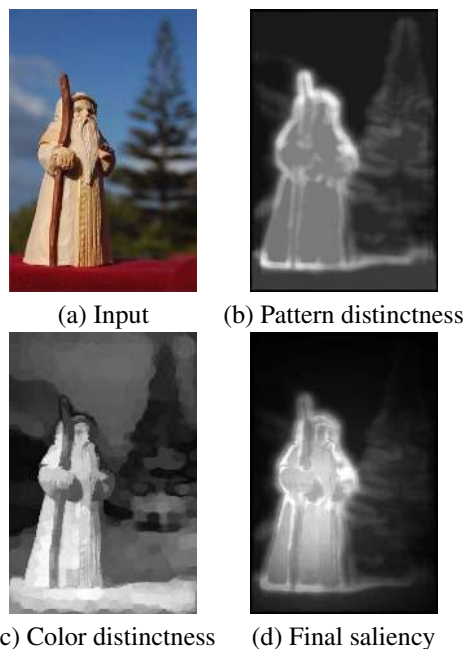 (a) Input
(b) Pattern distinctness
c) Color distinctness
(d) Final saliency